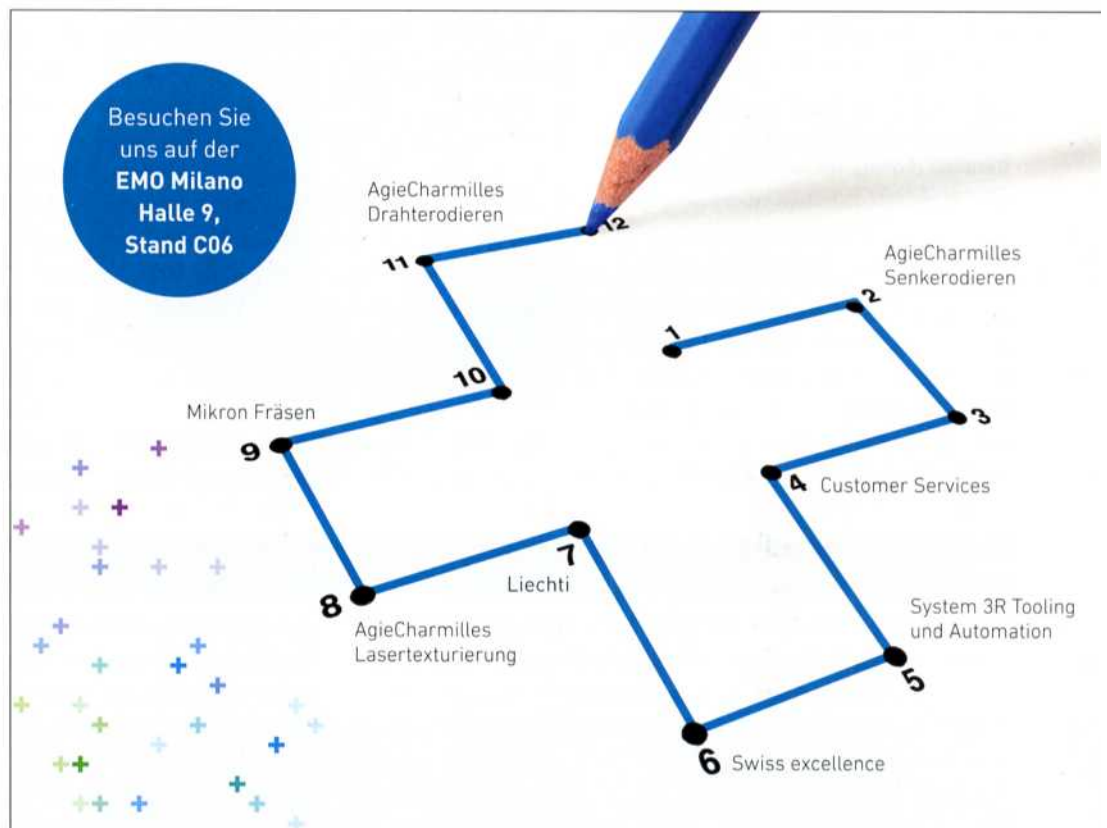 Besuchen Sie
uns auf der
EMO Milano
Halle 9,
Stand C06
AgieCharmilles
Drahterodieren
12
11
AgieCharmilles
Senkerodieren
2
1
10
3
Mikron Fräsen
9
4
Customer Services
7
Liechti
8
AgieCharmilles
Lasertexturierung
System 3R Tooling
und Automation
5
6
Swiss excellence